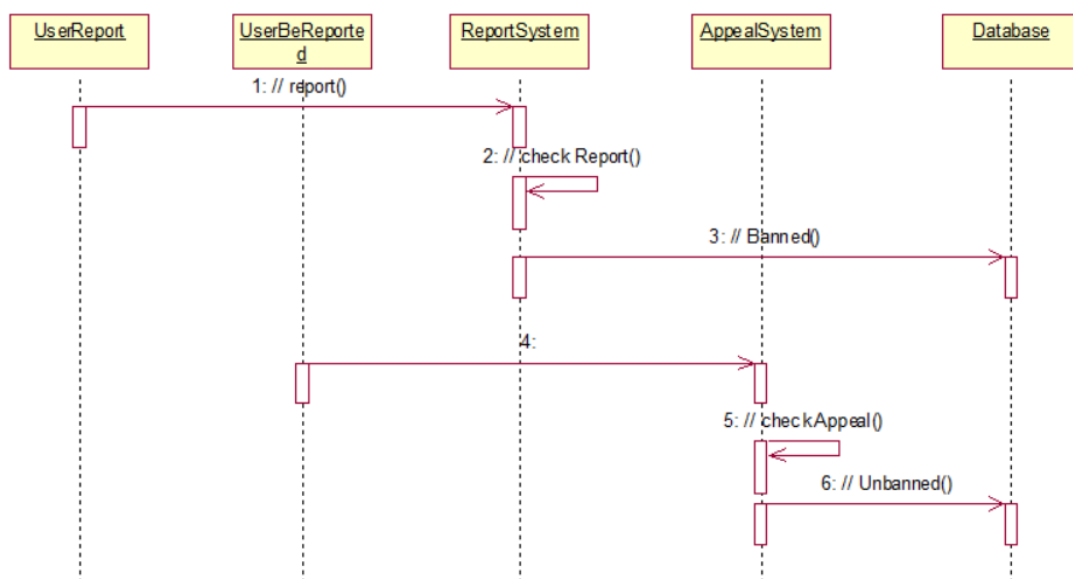 UserReport
UserBeReporte
d
ReportSystem
AppealSystem
Database
1: // report()
2: // check Report()
3: // Banned()
4:
5: // checkAppeal()
6: // Unbanned()